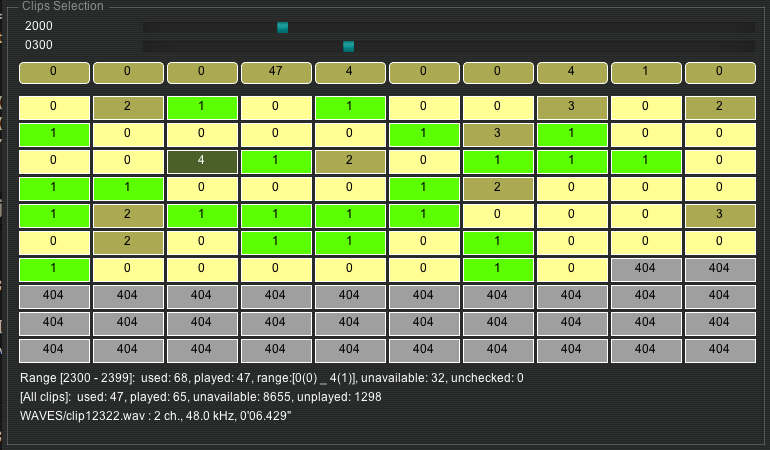 Clips Selection
2000
0300
0 0 0 47 4 0 0 4 1 0
0 2 1 0 1 0 0 3 0 2
1 0 0 0 0 1 3 1 0 0
0 0 4 1 2 0 1 1 1 0
1 1 0 0 0 1 2 0 0 0
1 2 1 1 1 1 0 0 0 3
0 2 0 1 1 0 1 0 0 0
1 0 0 0 0 0 1 0 404 404
404 404 404 404 404 404 404 404 404 404
404 404 404 404 404 404 404 404 404 404
404 404 404 404 404 404 404 404 404 404
Range [2300 - 2399]: used: 68, played: 47, range:[0(0) _ 4(1)], unavailable: 32, unchecked: 0
[All clips]: used: 47, played: 65, unavailable: 8655, unplayed: 1298
WAVES/clip12322.wav : 2 ch., 48.0 kHz, 0'06.429"